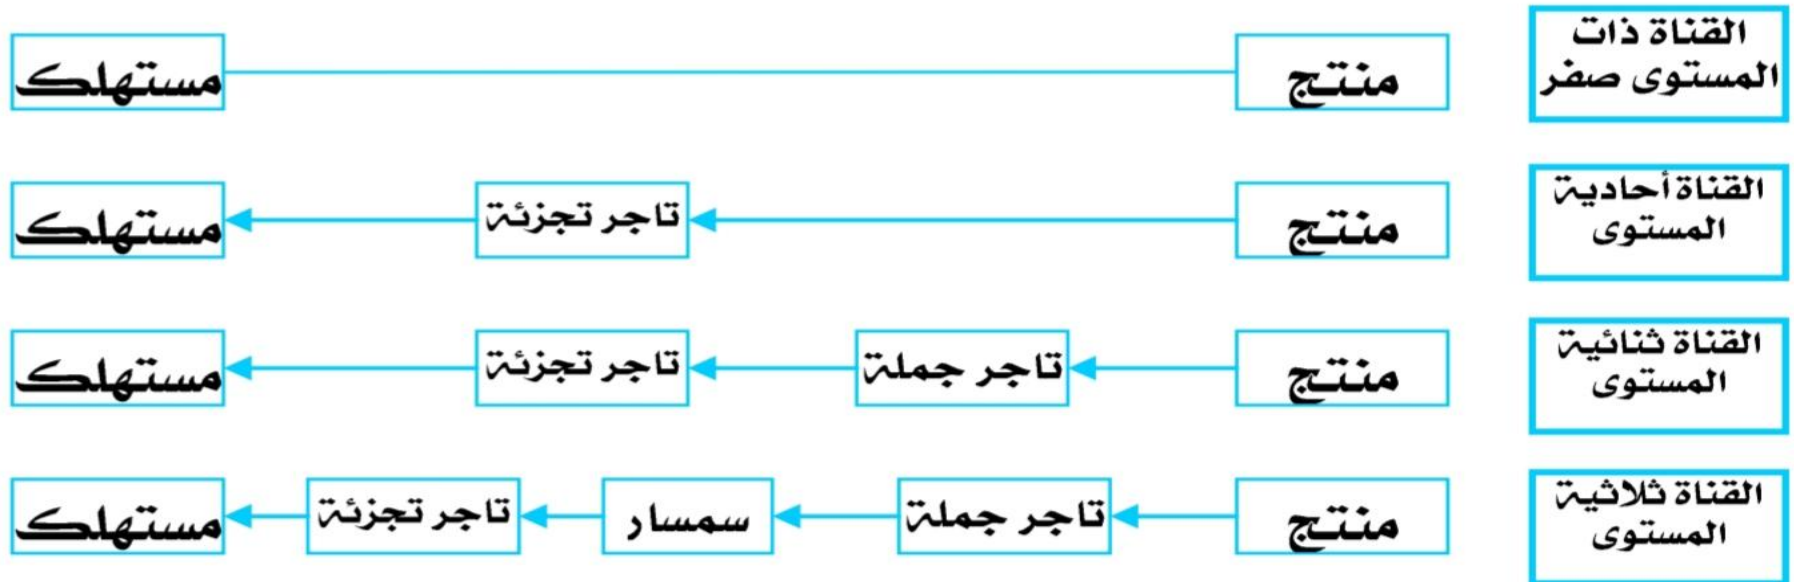 القناة ذات
المستوى صفر
منتج
مستهلك
القناة أحادية
المستوى
منتج
تاجر تجزئة
مستهلك
القناة ثنائية
المستوى
منتج
تاجر جملة
تاجر تجزئة
مستهلك
القناة ثلاثية
المستوى
منتج
تاجر جملة
سمسار
تاجر تجزئة
مستهلك